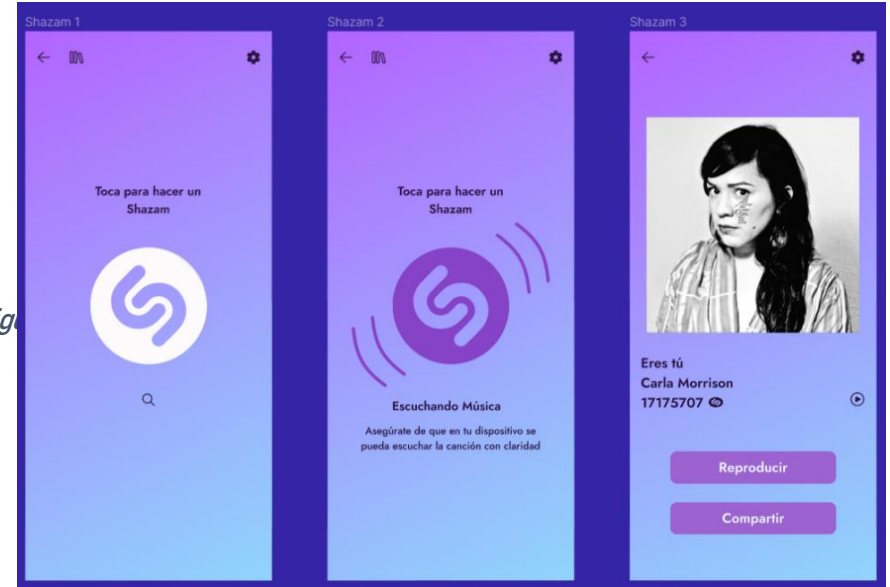 Shazam 1
Toca para hacer un
Shazam
Shazam 2
Toca para hacer un
Shazam
Escuchando Música
Asegúrate de que en tu dispositivo se
pueda escuchar la canción con claridad
Shazam 3
Eres tú
Carla Morrison
17175707
Reproducir
Compartir